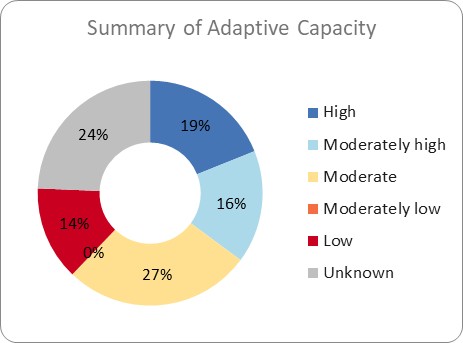 Summary of Adaptive Capacity
19%
16%
27%
0%
14%
24%
High
Moderately high
Moderate
Moderately low
Low
Unknown